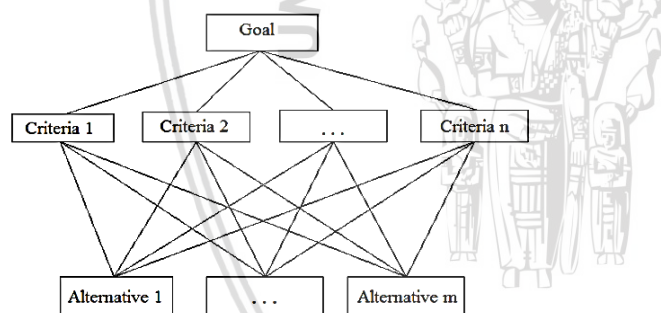 Goal
Criteria 1
Criteria 2
. . .
Criteria n
Alternative 1
. . .
Alternative m